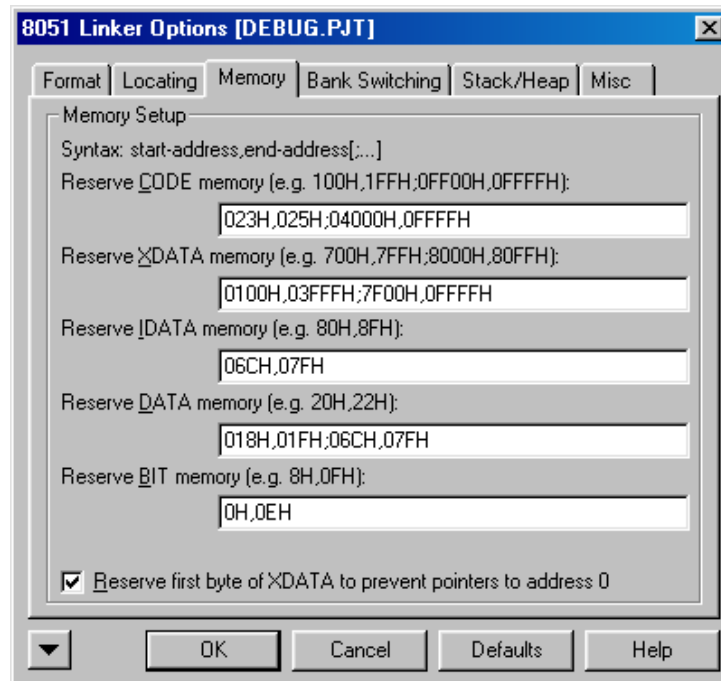 8051 Linker Options [DEBUG.PJT]
Format Locating Memory Bank Switching Stack/Heap Misc
Memory Setup
Syntax: start-address,end-address[;...]
Reserve CODE memory (e.g. 100H,1FFH;0FF00H,0FFFFH):
023H,025H;04000H,0FFFFH
Reserve XDATA memory (e.g. 700H,7FFH;8000H,80FFH):
0100H,03FFFH;7F00H,0FFFFH
Reserve IDATA memory (e.g. 80H,8FH):
06CH,07FH
Reserve DATA memory (e.g. 20H,22H):
018H,01FH;06CH,07FH
Reserve BIT memory (e.g. 8H,0FH):
0H,0EH
Reserve first byte of XDATA to prevent pointers to address 0
OK Cancel Defaults Help